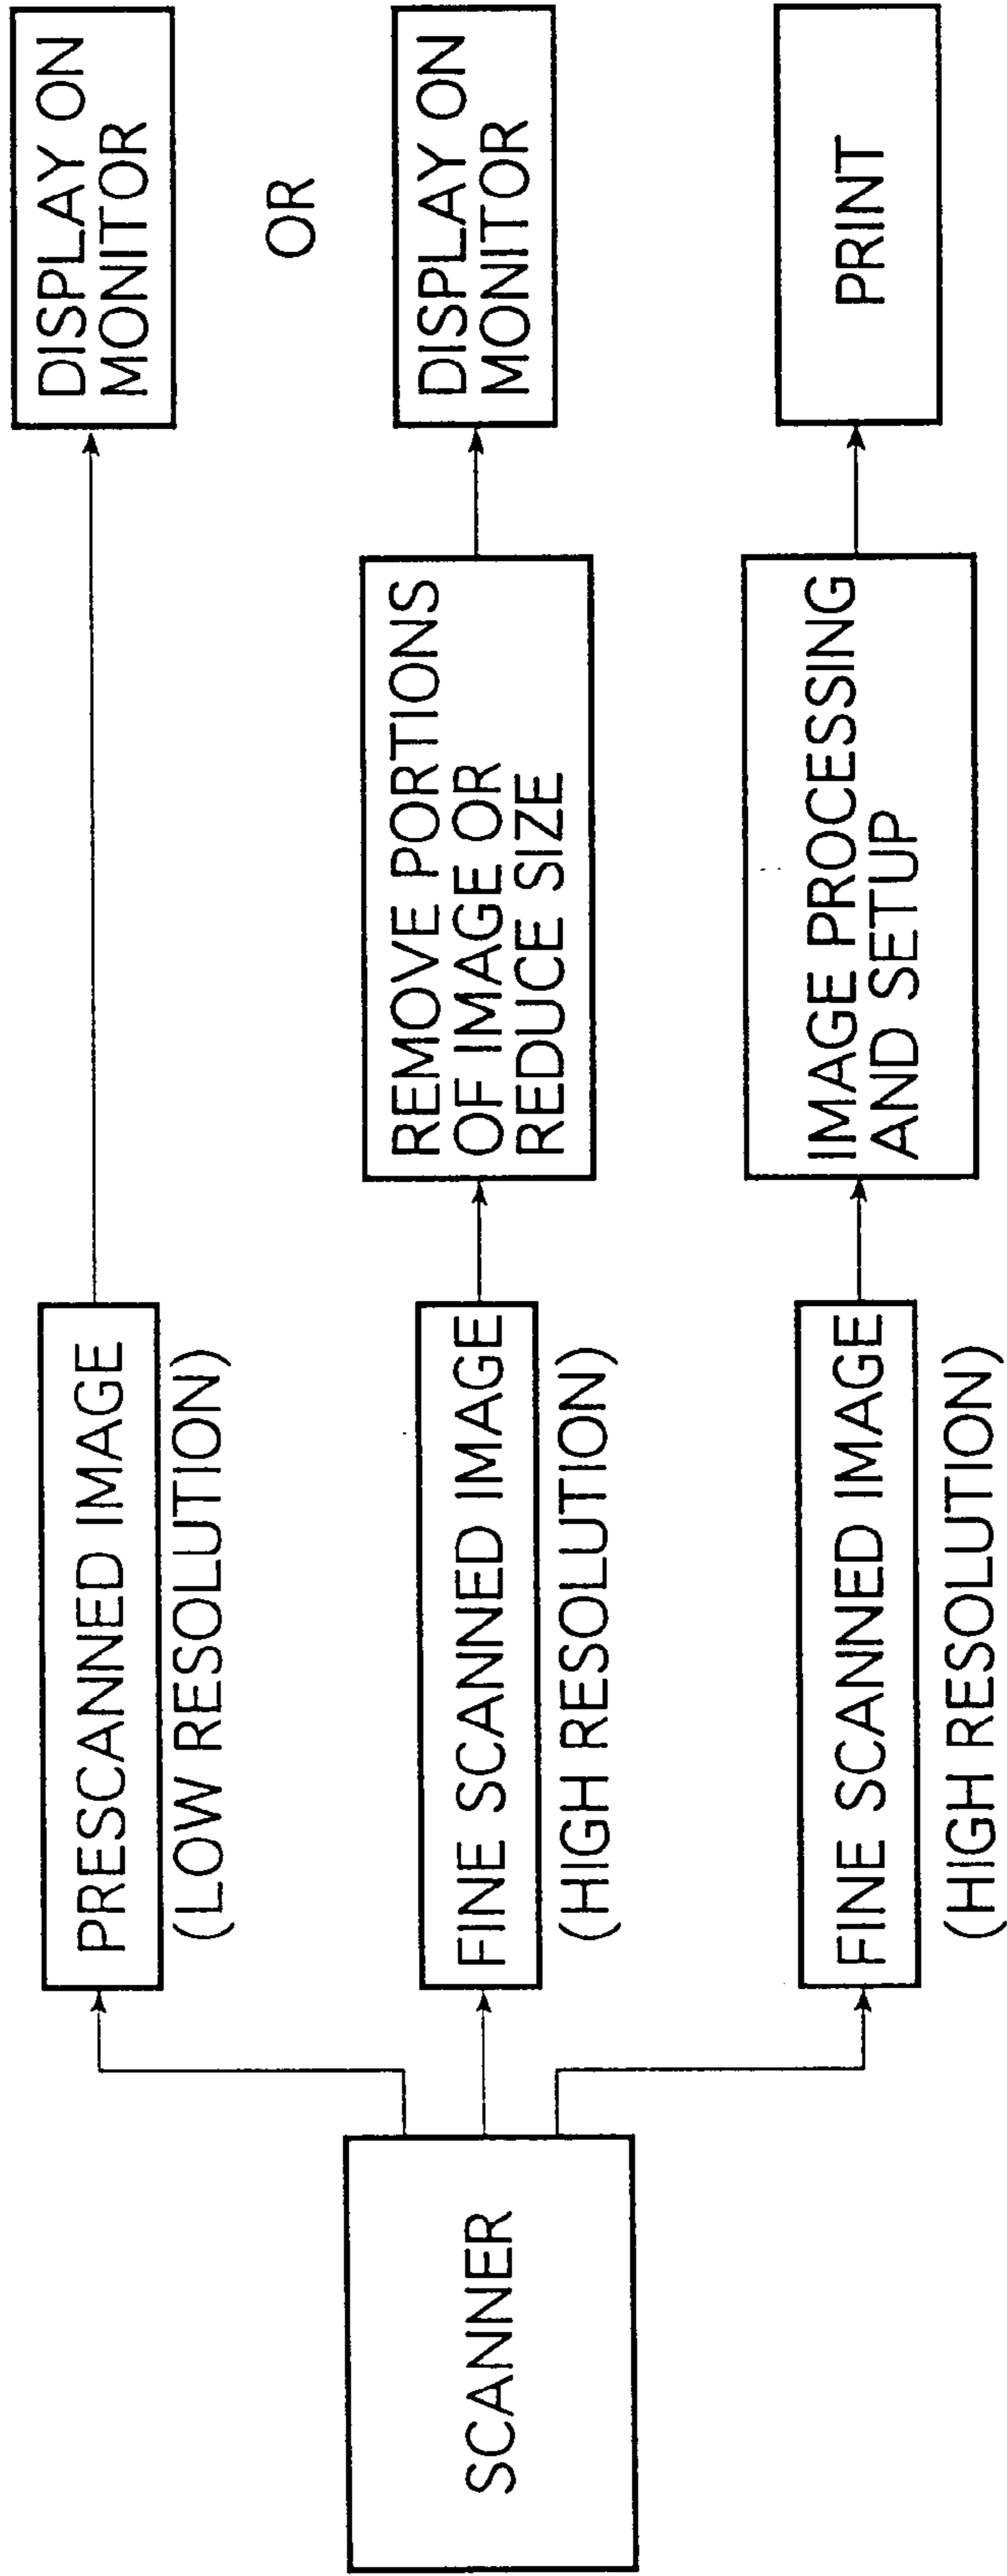 SCANNER
PRESCANNED IMAGE
(LOW RESOLUTION)
DISPLAY ON
MONITOR
OR
FINE SCANNED IMAGE
(HIGH RESOLUTION)
REMOVE PORTIONS
OF IMAGE OR
REDUCE SIZE
DISPLAY ON
MONITOR
FINE SCANNED IMAGE
(HIGH RESOLUTION)
IMAGE PROCESSING
AND SETUP
PRINT